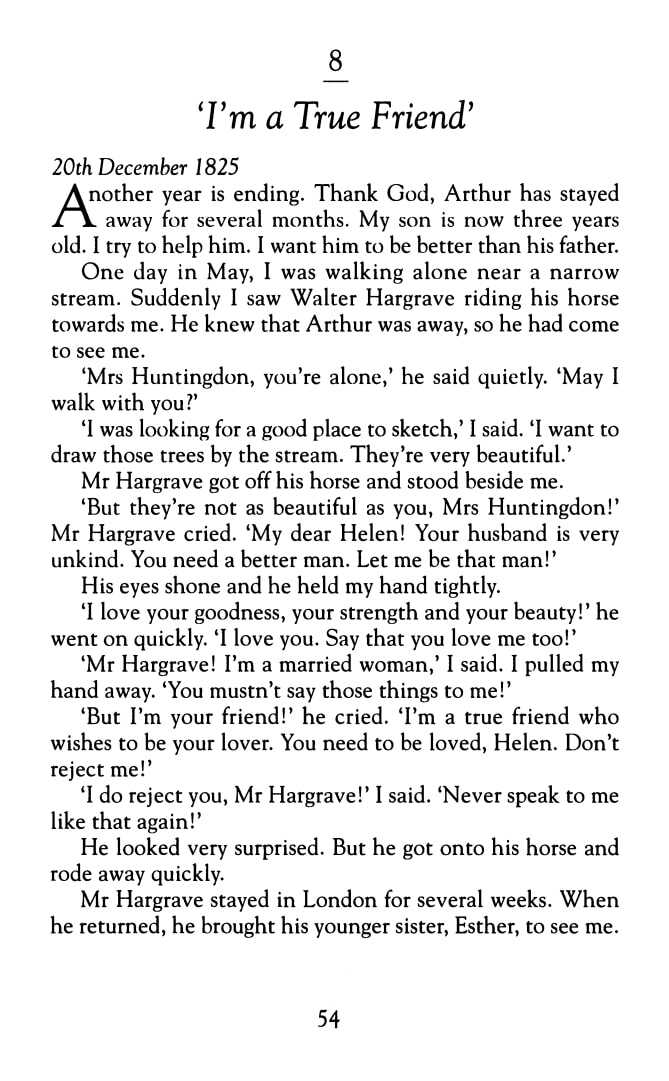 8
‘I’m a True Friend’
20th December 1825
Another year is ending. Thank God, Arthur has stayed
away for several months. My son is now three years
old. I try to help him. I want him to be better than his father.
One day in May, I was walking alone near a narrow
stream. Suddenly I saw Walter Hargrave riding his horse
towards me. He knew that Arthur was away, so he had come
to see me.
‘Mrs Huntingdon, you’re alone,’ he said quietly. ‘May I
walk with you?’
‘I was looking for a good place to sketch,’ I said. ‘I want to
draw those trees by the stream. They’re very beautiful.’
Mr Hargrave got off his horse and stood beside me.
‘But they’re not as beautiful as you, Mrs Huntingdon!’
Mr Hargrave cried. ‘My dear Helen! Your husband is very
unkind. You need a better man. Let me be that man!’
His eyes shone and he held my hand tightly.
‘I love your goodness, your strength and your beauty!’ he
went on quickly. ‘I love you. Say that you love me too!’
‘Mr Hargrave! I’m a married woman,’ I said. I pulled my
hand away. ‘You mustn’t say those things to me!’
‘But I’m your friend!’ he cried. ‘I’m a true friend who
wishes to be your lover. You need to be loved, Helen. Don’t
reject me!’
‘I do reject you, Mr Hargrave!’ I said. ‘Never speak to me
like that again!’
He looked very surprised. But he got onto his horse and
rode away quickly.
Mr Hargrave stayed in London for several weeks. When
he returned, he brought his younger sister, Esther, to see me.
54